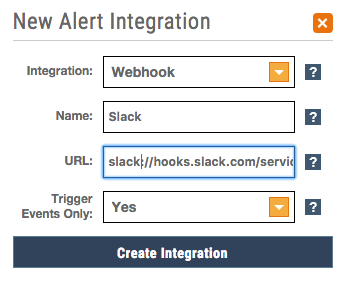 New Alert Integration
Integration: Webhook ?
Name: Slack ?
URL: slack://hooks.slack.com/servic ?
Trigger
Events Only: Yes ?
Create Integration